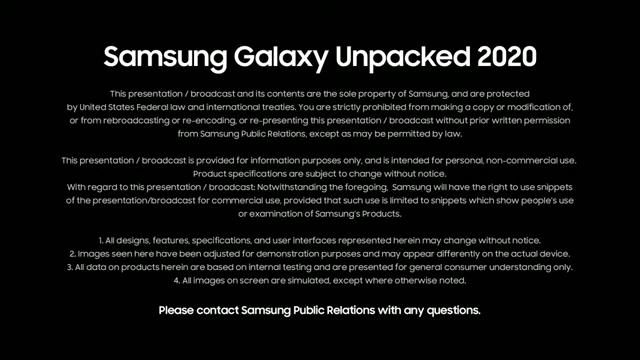 Samsung Galaxy Unpacked 2020
This presentation / broadcast and its contents are the sole property of Samsung, and are protected
by United States Federal law and international treaties. You are strictly prohibited from making a copy or modification of,
or from rebroadcasting or re-encoding, or re-presenting this presentation / broadcast without prior written permission
from Samsung Public Relations, except as may be permitted by law.
This presentation / broadcast is provided for information purposes only, and is intended for personal, non-commercial use.
Product specifications are subject to change without notice.
With regard to this presentation / broadcast: Notwithstanding the foregoing, Samsung will have the right to use snippets
of the presentation/broadcast for commercial use, provided that such use is limited to snippets which show people's use
or examination of Samsung's Products.
1. All designs, features, specifications, and user interfaces represented herein may change without notice.
2. Images seen here have been adjusted for demonstration purposes and may appear differently on the actual device.
3. All data on products herein are based on internal testing and are presented for general consumer understanding only.
4. All images on screen are simulated, except where otherwise noted.
Please contact Samsung Public Relations with any questions.